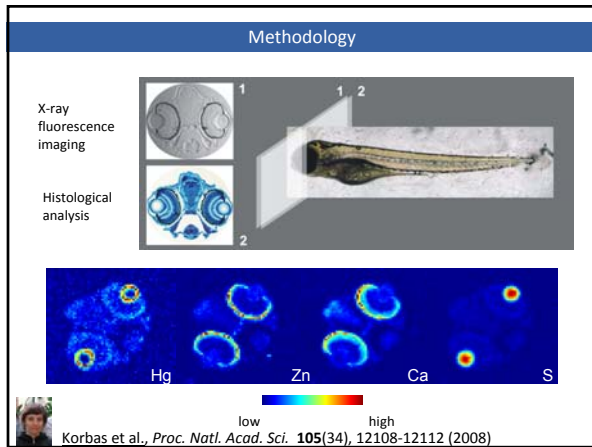 Methodology
X-ray
fluorescence
imaging
1
1 2
Histological
analysis
2
Hg
Zn
Ca
S
low
high
Korbas et al., Proc. Natl. Acad. Sci. 105(34), 12108-12112 (2008)